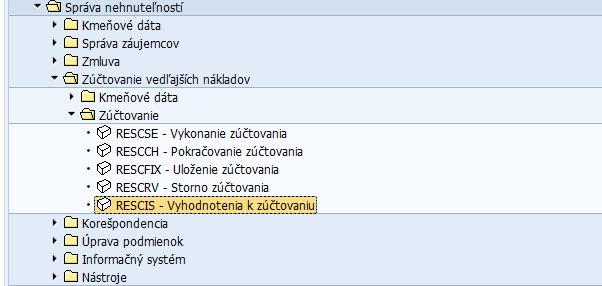 Správa nehnuteľností
Kmeňové dáta
Správa záujemcov
Zmluva
Zúčtovanie vedľajších nákladov
Kmeňové dáta
Zúčtovanie
RESCSE - Vykonanie zúčtovania
RESCCH - Pokračovanie zúčtovania
RESCFIX - Uloženie zúčtovania
RESCRV - Storno zúčtovania
RESCIS - Vyhodnotenia k zúčtovaniu
Korešpondencia
Úprava podmienok
Informačný systém
Nástroje